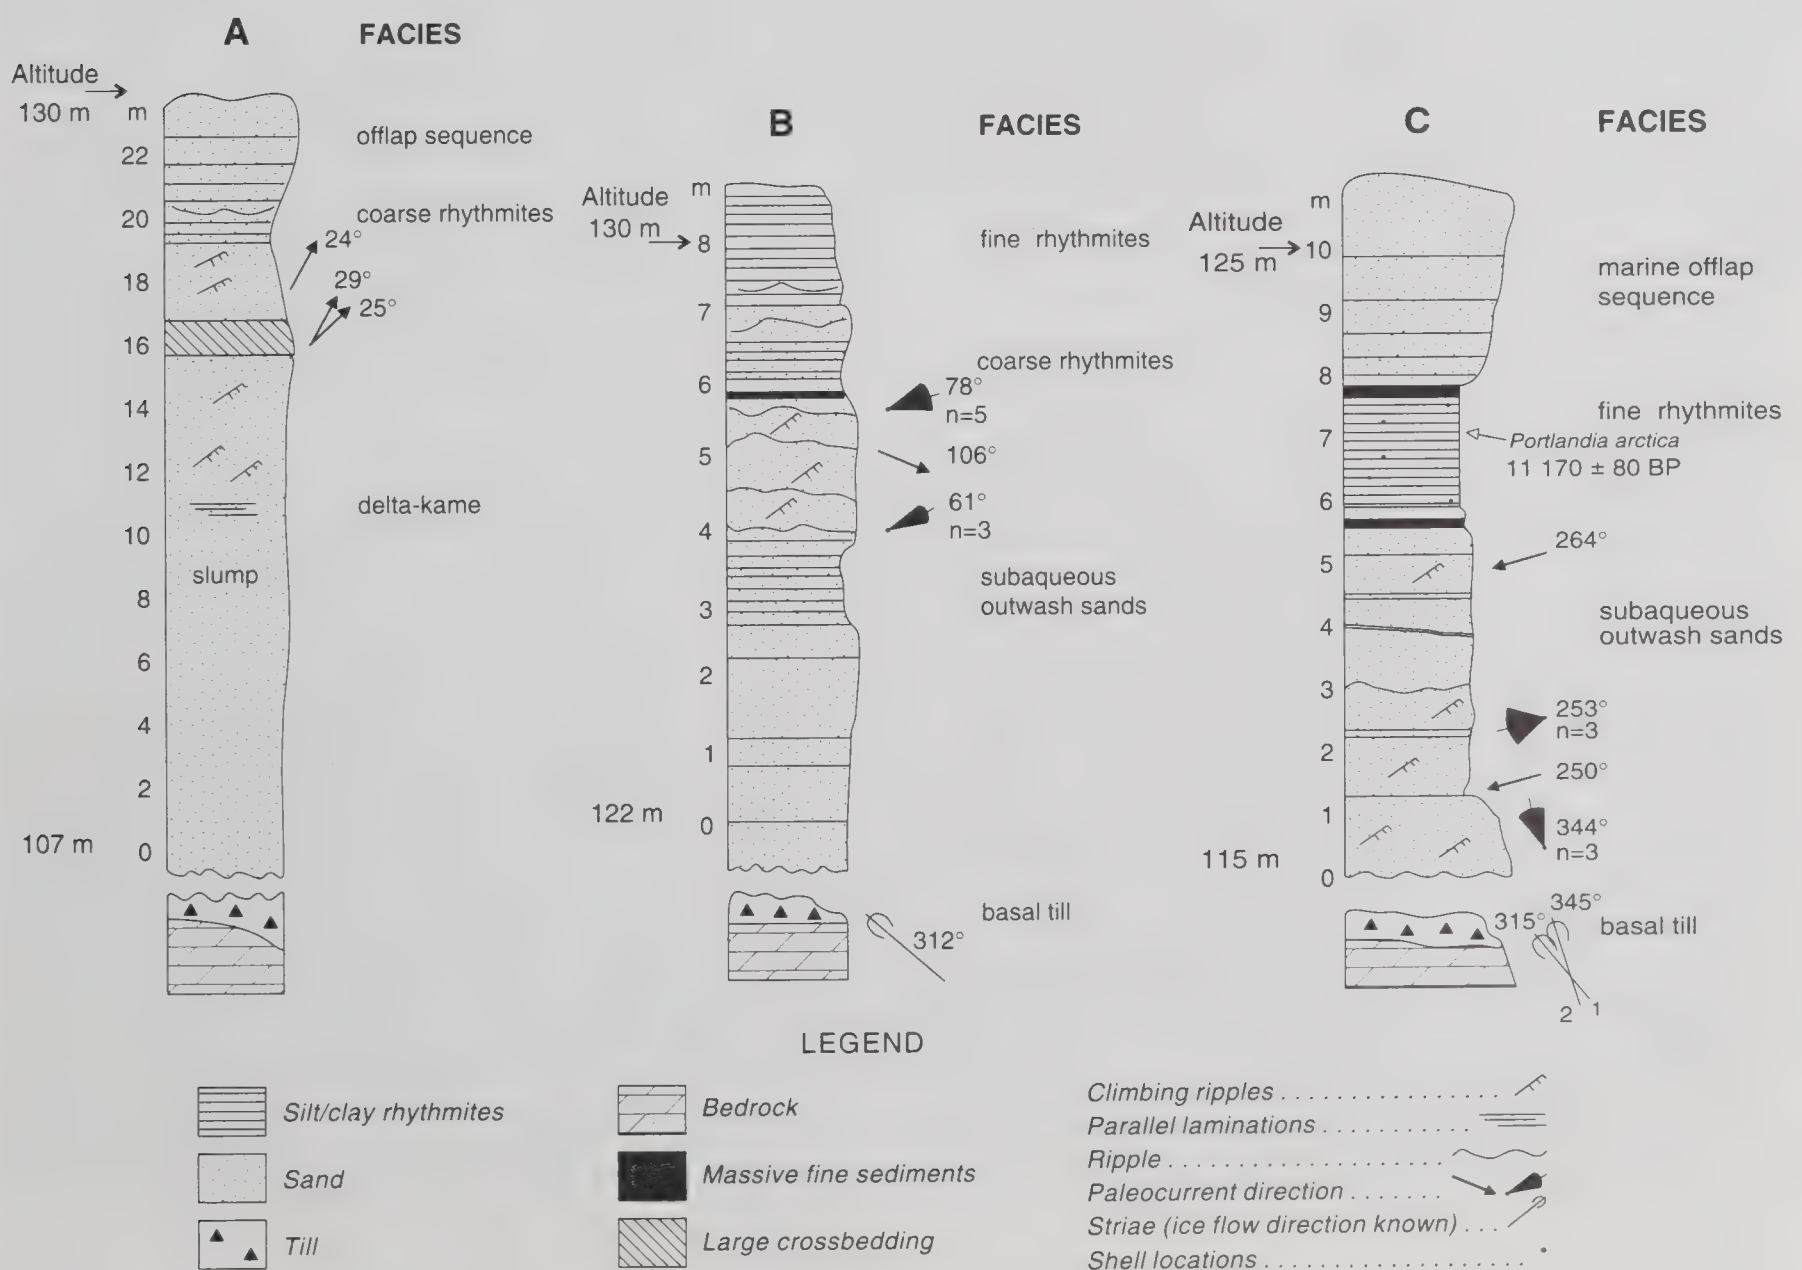 A
FACIES
Altitude
130 m
m
22
20
18
16
14
12
10
8
6
4
2
0
107 m
offlap sequence
coarse rhythmites
24°
29°
25°
delta-kame
slump
B
FACIES
Altitude
130 m
m
8
7
6
5
4
3
2
1
0
122 m
fine rhythmites
coarse rhythmites
78°
n=5
106°
61°
n=3
subaqueous
outwash sands
basal till
312°
C
FACIES
Altitude
125 m
m
10
9
8
7
6
5
4
3
2
1
0
115 m
marine offlap
sequence
fine rhythmites
Portlandia arctica
11 170 ± 80 BP
264°
subaqueous
outwash sands
253°
n=3
250°
344°
n=3
345°
315°
basal till
2 1
LEGEND
Silt/clay rhythmites
Sand
Till
Bedrock
Massive fine sediments
Large crossbedding
Climbing ripples
Parallel laminations
Ripple
Paleocurrent direction
Striae (ice flow direction known)
Shell locations